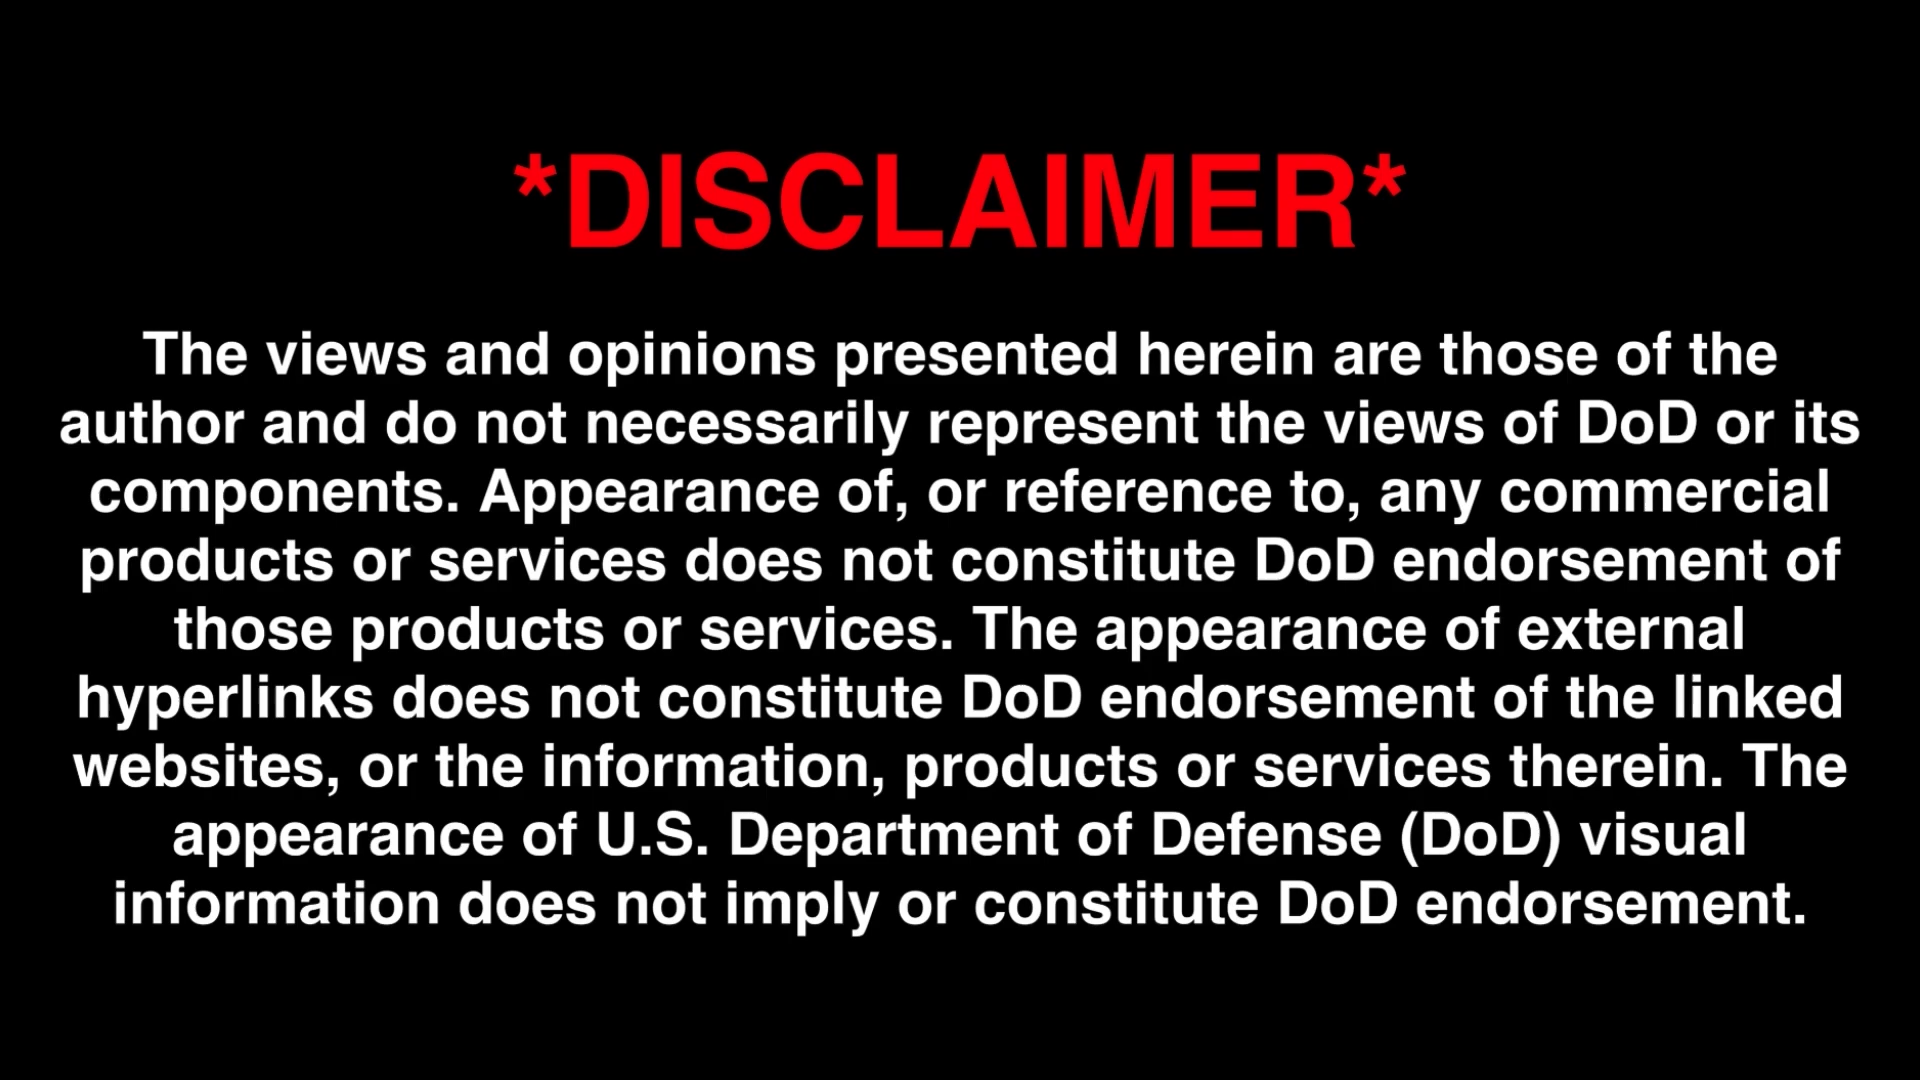 *DISCLAIMER*
The views and opinions presented herein are those of the
author and do not necessarily represent the views of DoD or its
components. Appearance of, or reference to, any commercial
products or services does not constitute DoD endorsement of
those products or services. The appearance of external
hyperlinks does not constitute DoD endorsement of the linked
websites, or the information, products or services therein. The
appearance of U.S. Department of Defense (DoD) visual
information does not imply or constitute DoD endorsement.